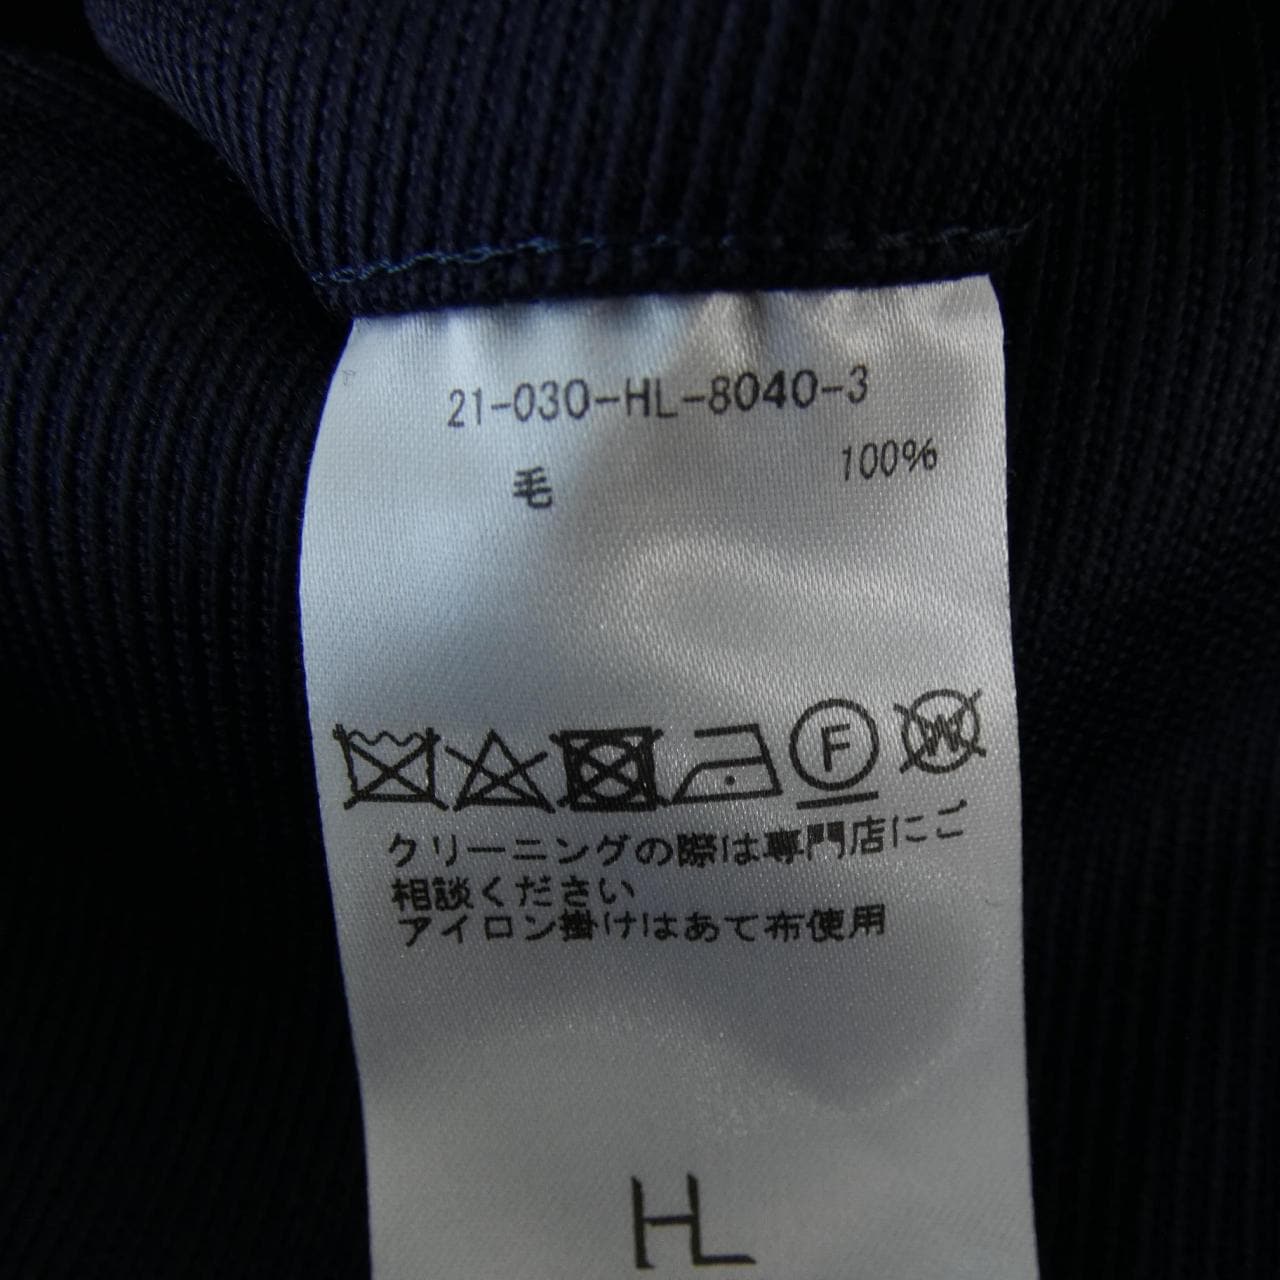 21-030-HL-8040-3
毛 100%
F W
クリーニングの際は専門店にご
相談ください
アイロン掛けはあて布使用
HL